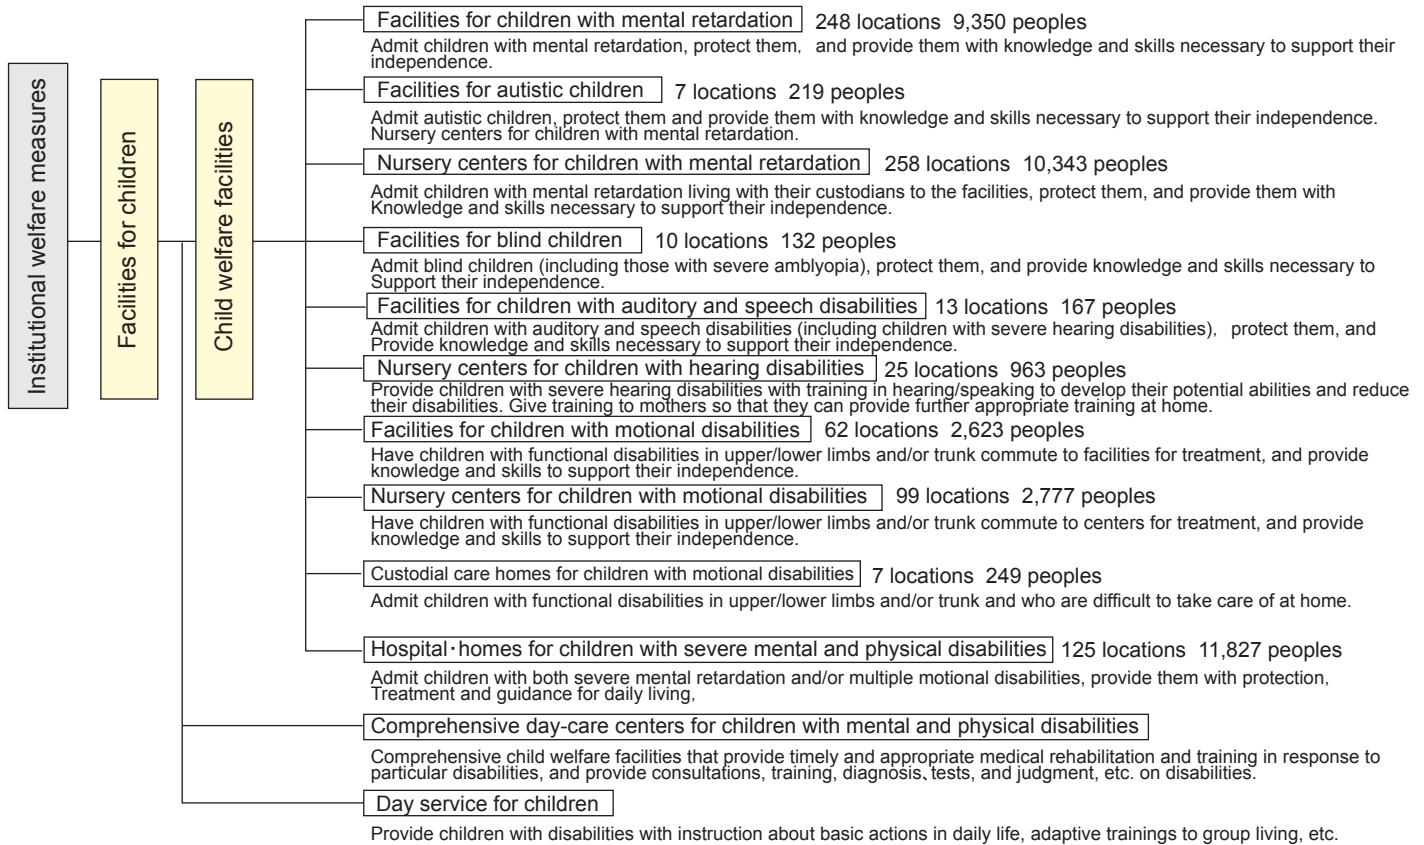 Institutional welfare measures
Facilities for children
Child welfare facilities
Facilities for children with mental retardation 248 locations 9,350 peoples
Admit children with mental retardation, protect them, and provide them with knowledge and skills necessary to support their
independence.
Facilities for autistic children 7 locations 219 peoples
Admit autistic children, protect them and provide them with knowledge and skills necessary to support their independence.
Nursery centers for children with mental retardation.
Nursery centers for children with mental retardation 258 locations 10,343 peoples
Admit children with mental retardation living with their custodians to the facilities, protect them, and provide them with
Knowledge and skills necessary to support their independence.
Facilities for blind children 10 locations 132 peoples
Admit blind children (including those with severe amblyopia), protect them, and provide knowledge and skills necessary to
Support their independence.
Facilities for children with auditory and speech disabilities 13 locations 167 peoples
Admit children with auditory and speech disabilities (including children with severe hearing disabilities), protect them, and
Provide knowledge and skills necessary to support their independence.
Nursery centers for children with hearing disabilities 25 locations 963 peoples
Provide children with severe hearing disabilities with training in hearing/speaking to develop their potential abilities and reduce
their disabilities. Give training to mothers so that they can provide further appropriate training at home.
Facilities for children with motional disabilities 62 locations 2,623 peoples
Have children with functional disabilities in upper/lower limbs and/or trunk commute to facilities for treatment, and provide
knowledge and skills to support their independence.
Nursery centers for children with motional disabilities 99 locations 2,777 peoples
Have children with functional disabilities in upper/lower limbs and/or trunk commute to centers for treatment, and provide
knowledge and skills to support their independence.
Custodial care homes for children with motional disabilities 7 locations 249 peoples
Admit children with functional disabilities in upper/lower limbs and/or trunk and who are difficult to take care of at home.
Hospital・homes for children with severe mental and physical disabilities 125 locations 11,827 peoples
Admit children with both severe mental retardation and/or multiple motional disabilities, provide them with protection,
Treatment and guidance for daily living,
Comprehensive day-care centers for children with mental and physical disabilities
Comprehensive child welfare facilities that provide timely and appropriate medical rehabilitation and training in response to
particular disabilities, and provide consultations, training, diagnosis、tests, and judgment, etc. on disabilities.
Day service for children
Provide children with disabilities with instruction about basic actions in daily life, adaptive trainings to group living, etc.